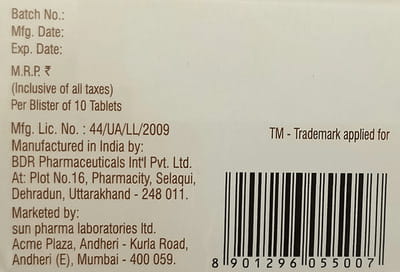 Batch No.:
Mfg. Date:
Exp. Date:
M.R.P. ₹
(Inclusive of all taxes)
Per Blister of 10 Tablets
Mfg. Lic. No. : 44/UA/LL/2009
Manufactured in India by:
BDR Pharmaceuticals Int'l Pvt. Ltd.
At: Plot No.16, Pharmacity, Selaqui,
Dehradun, Uttarakhand - 248 011.
Marketed by:
sun pharma laboratories ltd.
Acme Plaza, Andheri - Kurla Road,
Andheri (E), Mumbai - 400 059.
TM - Trademark applied for
8 901296 055007